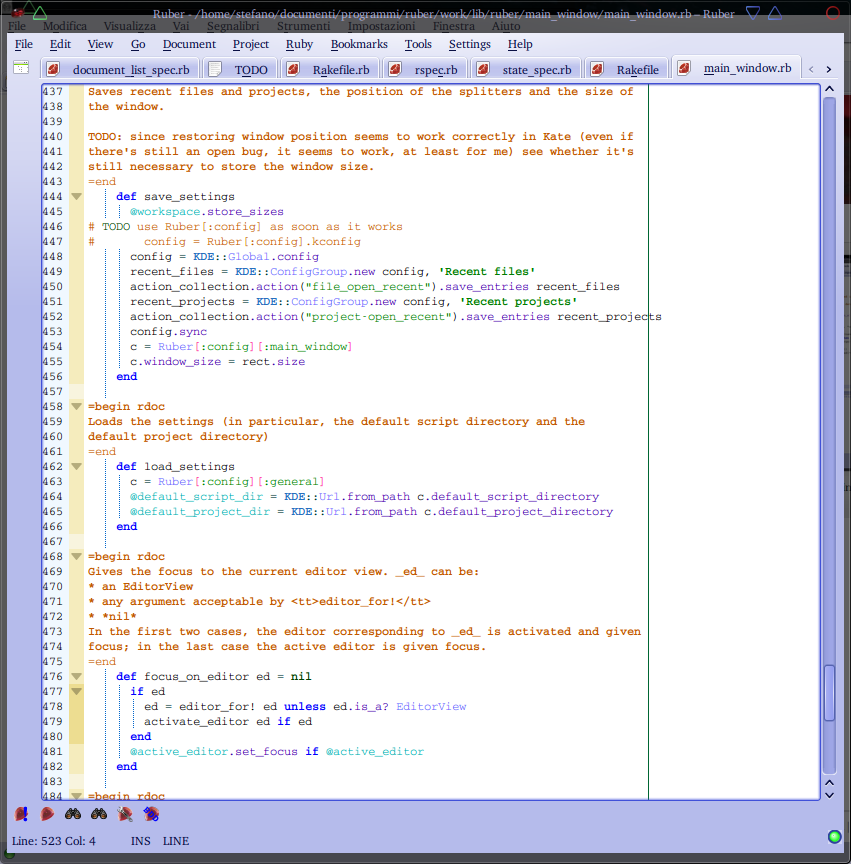 Ruber - /home/stefano/documenti/programmi/ruber/work/lib/ruber/main_window/main_window.rb – Ruber
File Modifica Visualizza Vai Segnalibri Strumenti Impostazioni Finestra Aiuto
File Edit View Go Document Project Ruby Bookmarks Tools Settings Help
document_list_spec.rb TODO Rakefile.rb rspec.rb state_spec.rb Rakefile main_window.rb
437 Saves recent files and projects, the position of the splitters and the size of
438 the window.
439
440 TODO: since restoring window position seems to work correctly in Kate (even if
441 there's still an open bug, it seems to work, at least for me) see whether it's
442 still necessary to store the window size.
443 =end
444 def save_settings
445 @workspace.store_sizes
446 # TODO use Ruber[:config] as soon as it works
447 # config = Ruber[:config].kconfig
448 config = KDE::Global.config
449 recent_files = KDE::ConfigGroup.new config, 'Recent files'
450 action_collection.action("file_open_recent").save_entries recent_files
451 recent_projects = KDE::ConfigGroup.new config, 'Recent projects'
452 action_collection.action("project-open_recent").save_entries recent_projects
453 config.sync
454 c = Ruber[:config][:main_window]
455 c.window_size = rect.size
456 end
457
458 =begin rdoc
459 Loads the settings (in particular, the default script directory and the
460 default project directory)
461 =end
462 def load_settings
463 c = Ruber[:config][:general]
464 @default_script_dir = KDE::Url.from_path c.default_script_directory
465 @default_project_dir = KDE::Url.from_path c.default_project_directory
466 end
467
468 =begin rdoc
469 Gives the focus to the current editor view. _ed_ can be:
470 * an EditorView
471 * any argument acceptable by <tt>editor_for!</tt>
472 * *nil*
473 In the first two cases, the editor corresponding to _ed_ is activated and given
474 focus; in the last case the active editor is given focus.
475 =end
476 def focus_on_editor ed = nil
477 if ed
478 ed = editor_for! ed unless ed.is_a? EditorView
479 activate_editor ed if ed
480 end
481 @active_editor.set_focus if @active_editor
482 end
483
484 =begin rdoc
Line: 523 Col: 4 INS LINE